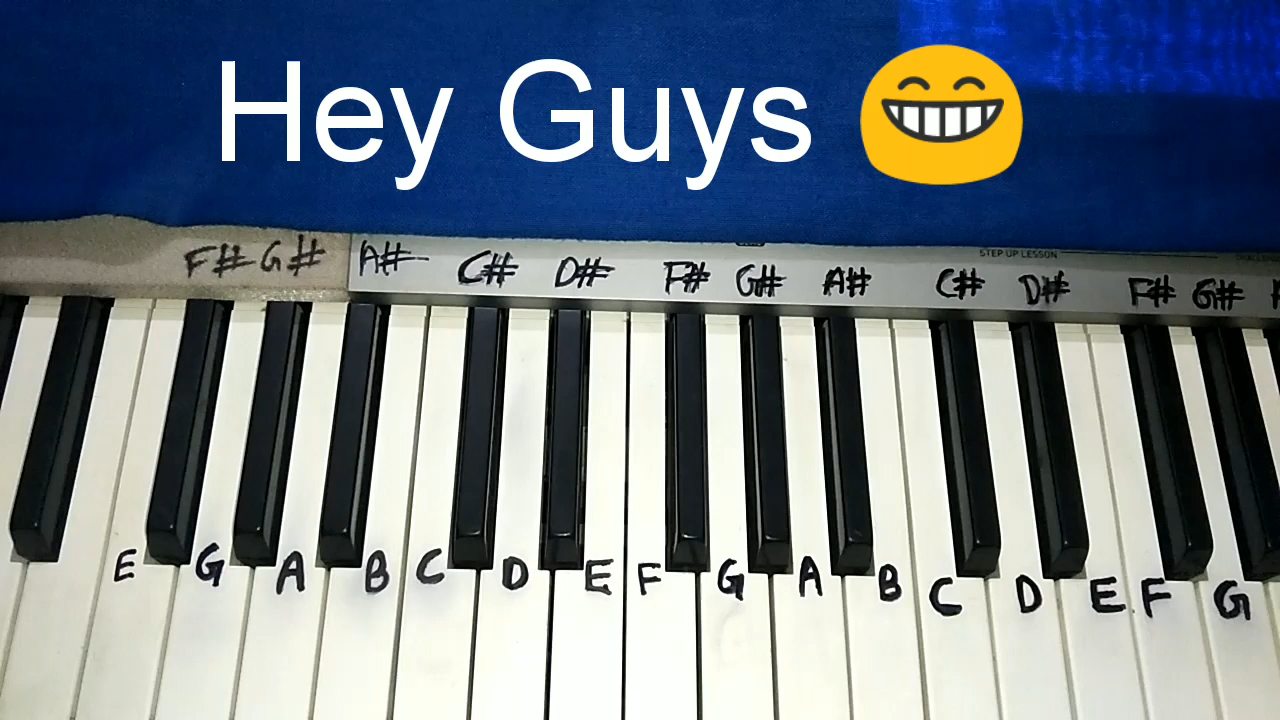 Hey Guys 😁
STEP UP LESSON
F# G# A# C# D# F# G# A# C# D# F# G#
E G A B C D E F G A B C D E F G